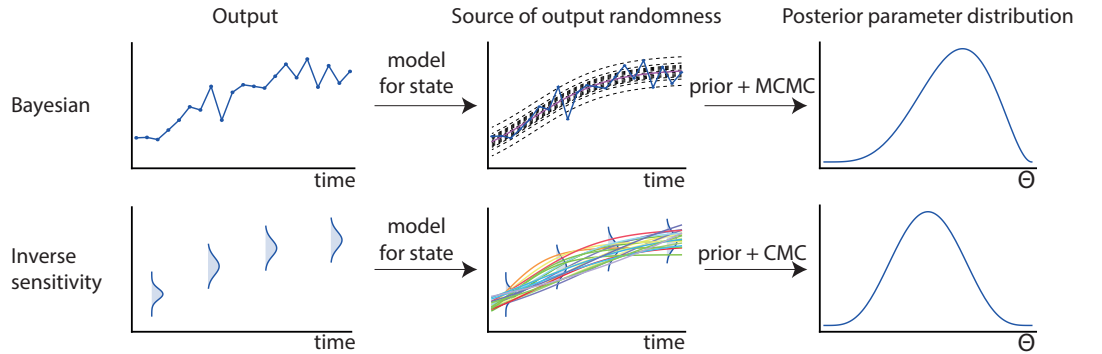 Output
Source of output randomness
Posterior parameter distribution
Bayesian
model
for state
prior + MCMC
time
time
Θ
Inverse
sensitivity
model
for state
prior + CMC
time
time
Θ